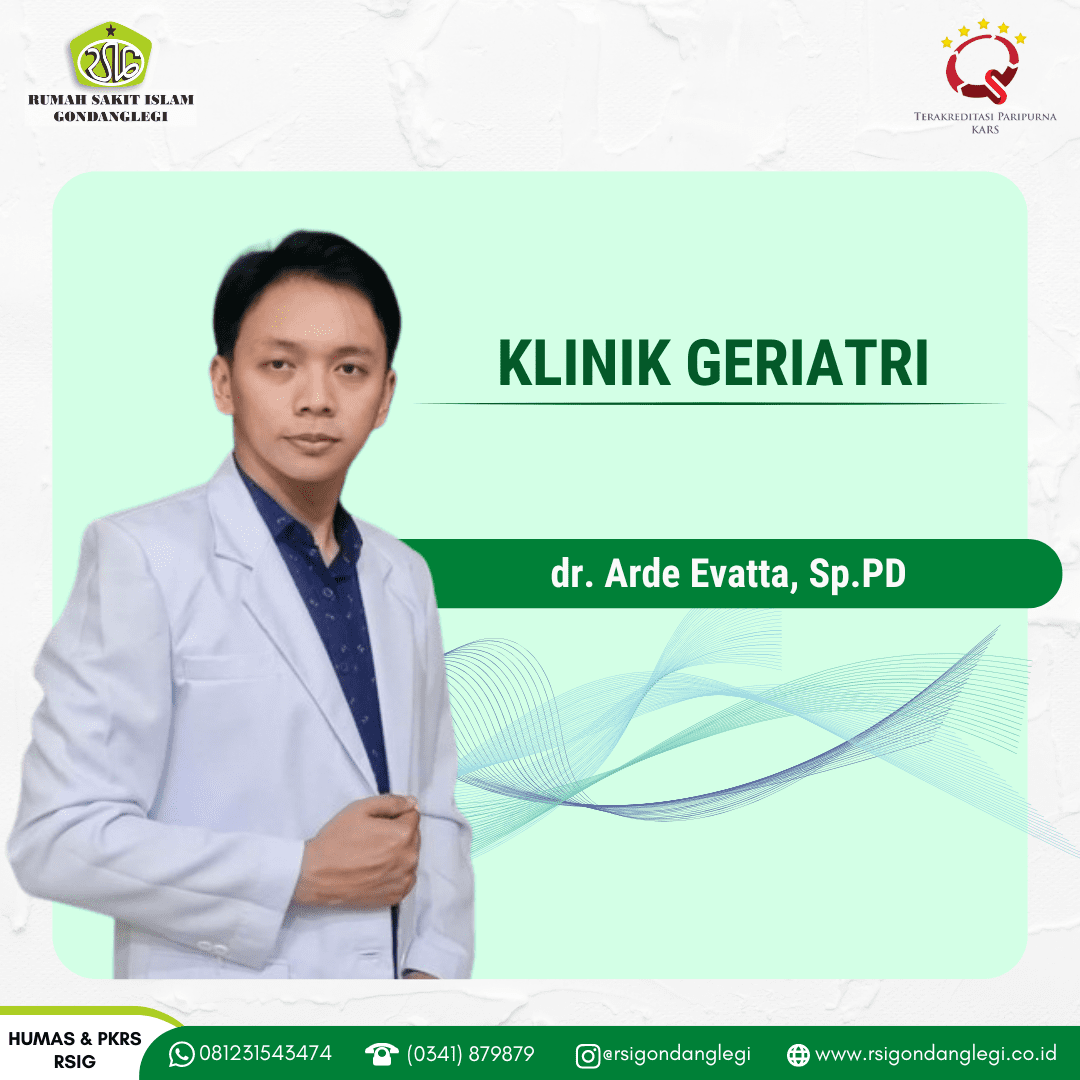 RSIG
RUMAH SAKIT ISLAM
GONDANGLEGI
TERAKREDITASI PARIPURNA
KARS
KLINIK GERIATRI
dr. Arde Evatta, Sp.PD
HUMAS & PKRS
RSIG
081231543474
(0341) 879879
@rsigondanglegi
www.rsigondanglegi.co.id